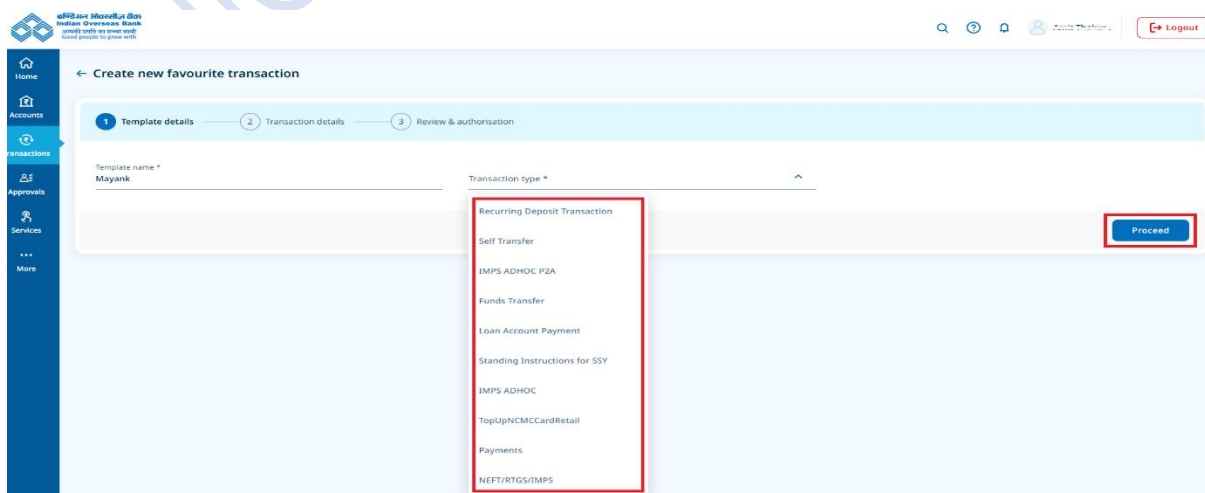 Indian Overseas Bank
आपकी प्रगति का सच्चा साथी
Good people to grow with
Logout
Home
Accounts
ransactions
Approvals
Services
More
← Create new favourite transaction
1 Template details
2 Transaction details
3 Review & authorisation
Template name *
Mayank
Transaction type *
Recurring Deposit Transaction
Self Transfer
IMPS ADHOC P2A
Funds Transfer
Loan Account Payment
Standing Instructions for SSY
IMPS ADHOC
TopUpNCMCCardRetail
Payments
NEFT/RTGS/IMPS
Proceed